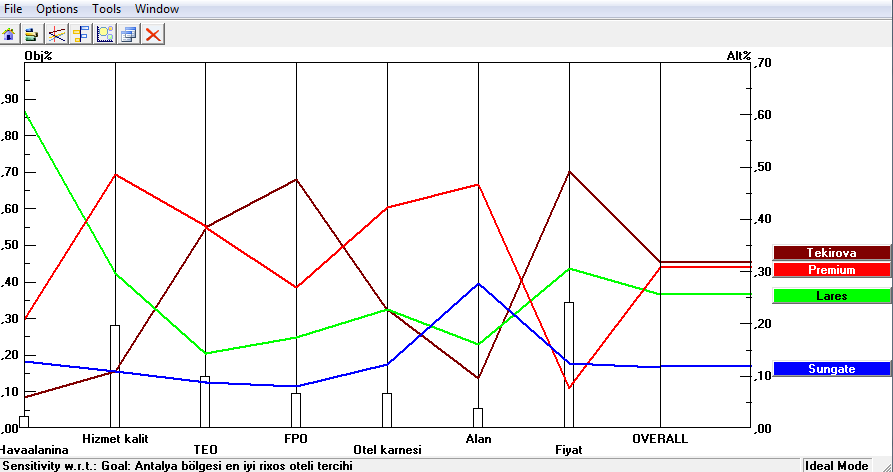 File Options Tools Window
Obj% Alt%
,90
,80
,70
,60
,50
,40
,30
,20
,10
,00
,70
,60
,50
,40
,30
,20
,10
,00
Tekirova
Premium
Lares
Sungate
Havaalanina Hizmet kalit TEO FPO Otel karnesi Alan Fiyat OVERALL
Sensitivity w.r.t.: Goal: Antalya bölgesi en iyi rixos oteli tercihi Ideal Mode